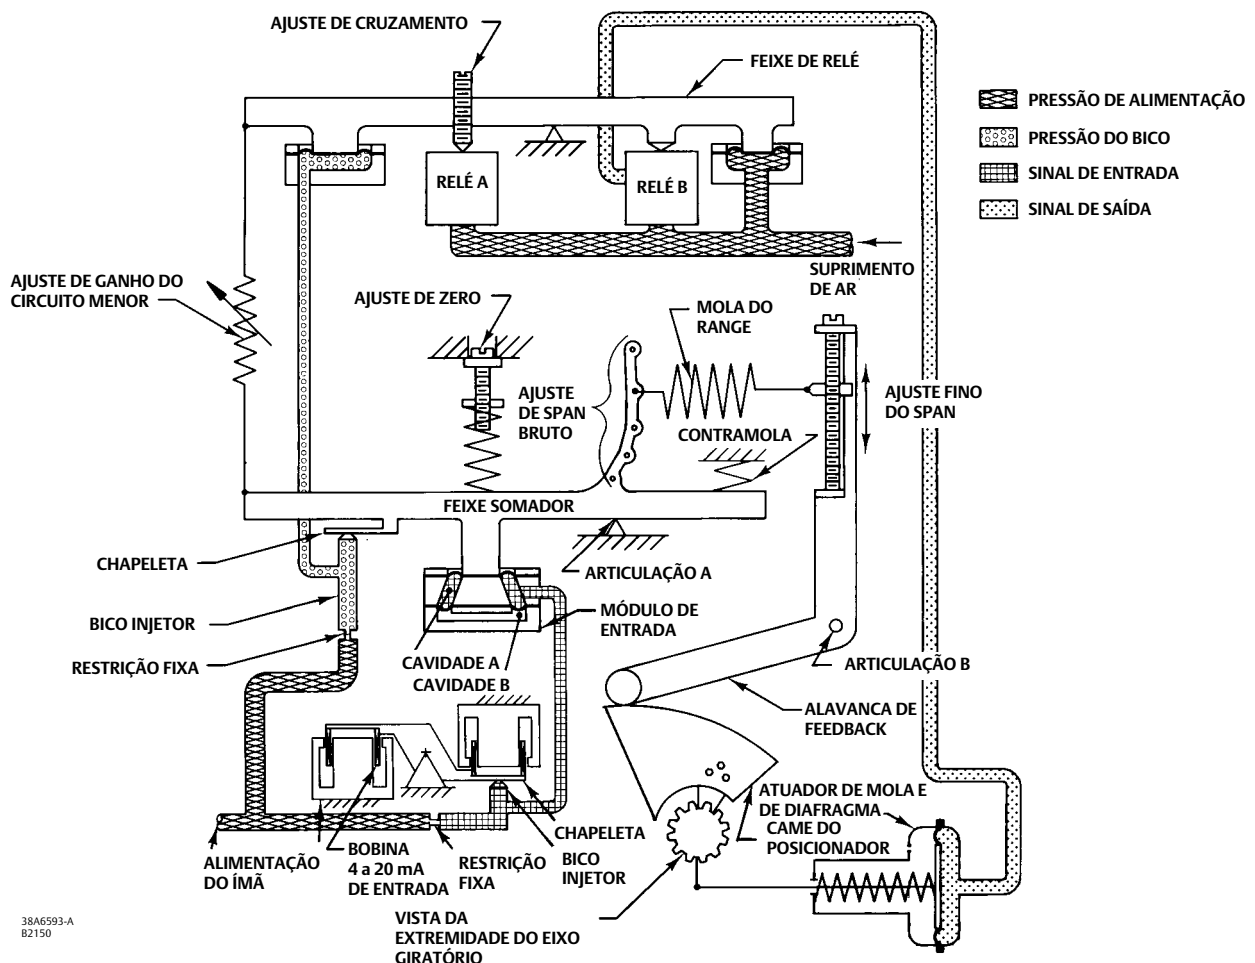 AJUSTE DE CRUZAMENTO
FEIXE DE RELÉ
PRESSÃO DE ALIMENTAÇÃO
PRESSÃO DO BICO
SINAL DE ENTRADA
SINAL DE SAÍDA
RELÉ A
RELÉ B
SUPRIMENTO
DE AR
AJUSTE DE GANHO DO
CIRCUITO MENOR
AJUSTE DE ZERO
MOLA DO
RANGE
AJUSTE
DE SPAN
BRUTO
AJUSTE FINO
DO SPAN
CONTRAMOLA
FEIXE SOMADOR
CHAPELETA
ARTICULAÇÃO A
BICO INJETOR
MÓDULO DE
ENTRADA
RESTRIÇÃO FIXA
CAVIDADE A
CAVIDADE B
ARTICULAÇÃO B
ALAVANCA DE
FEEDBACK
ATUADOR DE MOLA E
DE DIAFRAGMA
CAME DO
POSICIONADOR
ALIMENTAÇÃO
DO ÍMÃ
BOBINA
4 a 20 mA
DE ENTRADA
RESTRIÇÃO
FIXA
CHAPELETA
BICO
INJETOR
VISTA DA
EXTREMIDADE DO EIXO
GIRATÓRIO
38A6593-A
B2150